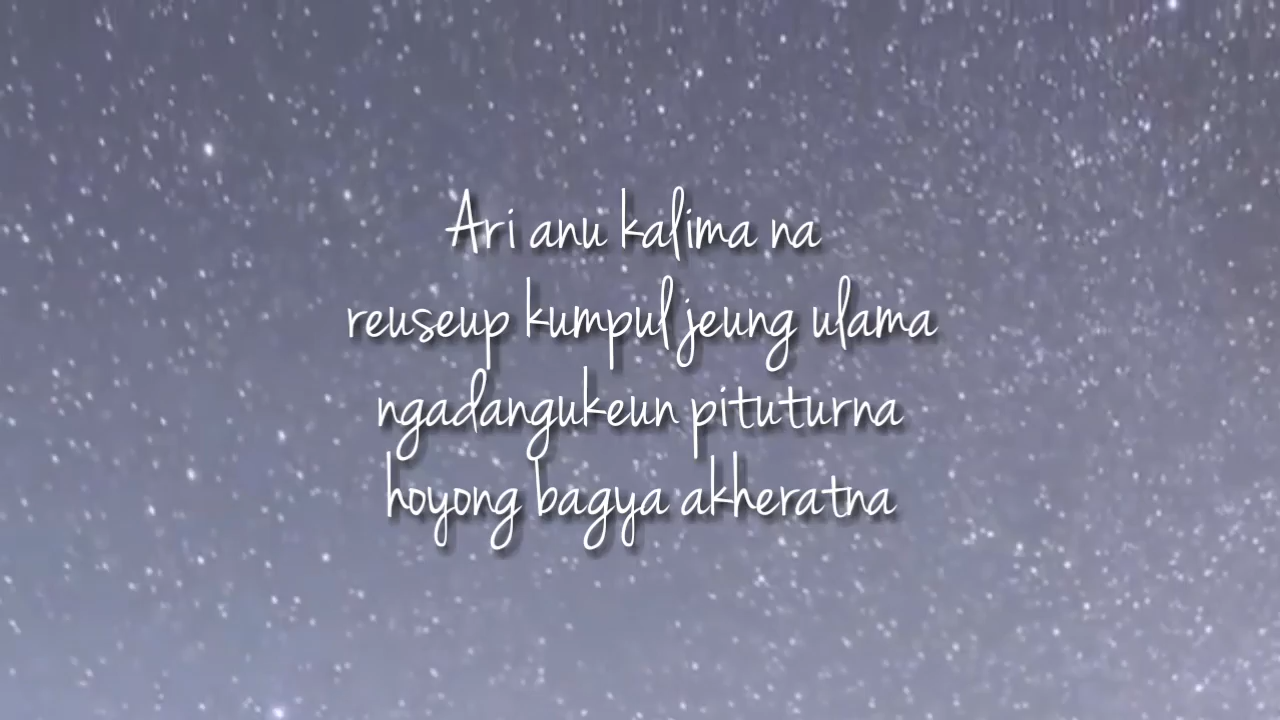 Ari anu kalima na
reuseup kumpul jeung ulama
ngadangukeun pituturna
hoyong bagya akheratna